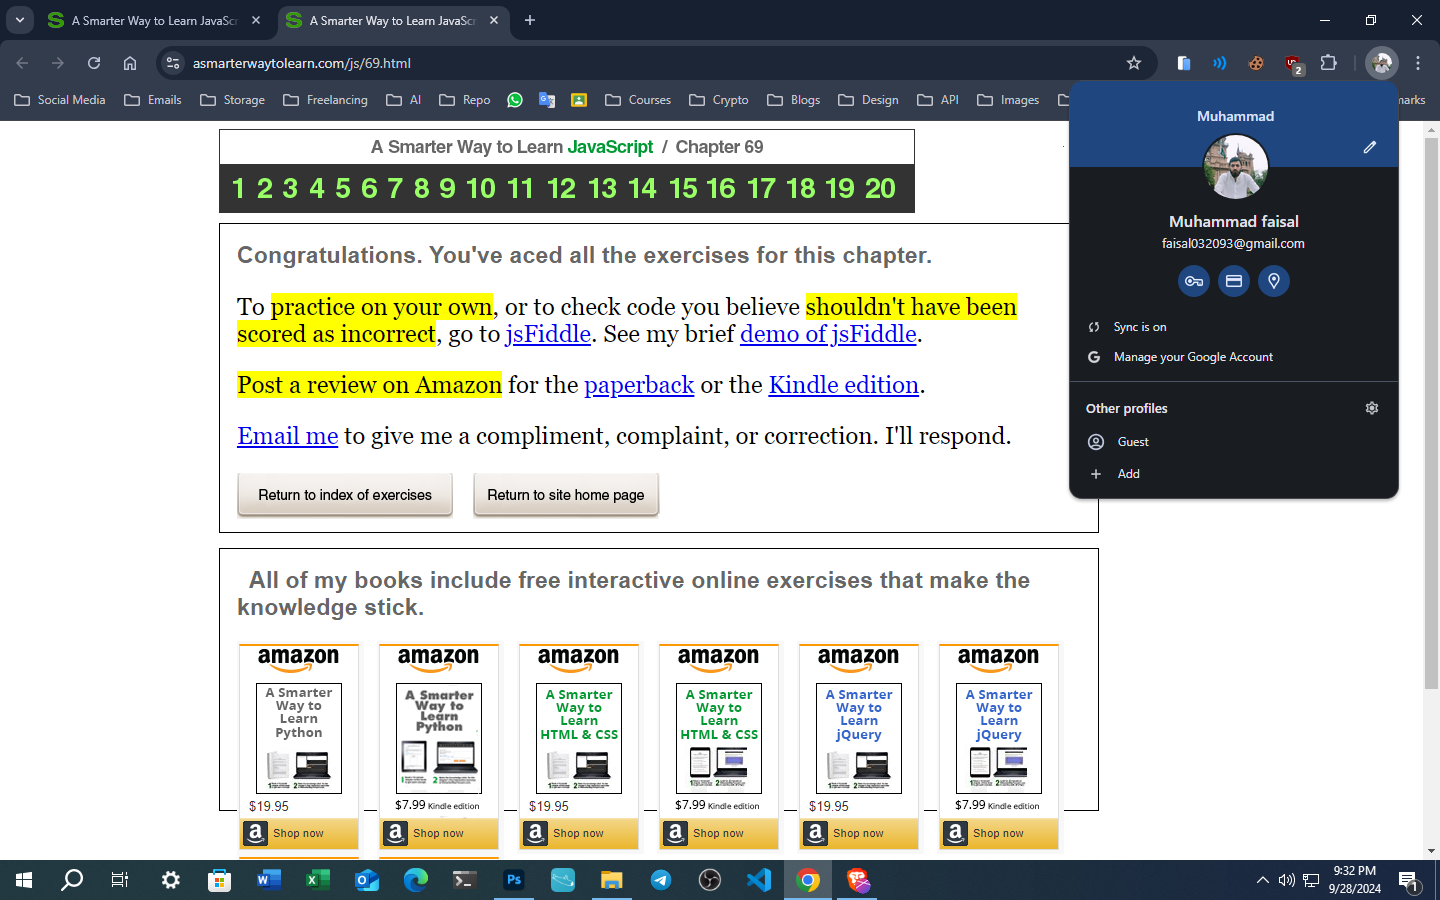 A Smarter Way to Learn JavaSc
A Smarter Way to Learn JavaSc
asmarterwaytolearn.com/js/69.html
2
Social Media
Emails
Storage
Freelancing
AI
Repo
Courses
Crypto
Blogs
Design
API
Images
marks
A Smarter Way to Learn JavaScript / Chapter 69
1 2 3 4 5 6 7 8 9 10 11 12 13 14 15 16 17 18 19 20
Congratulations. You've aced all the exercises for this chapter.
To practice on your own, or to check code you believe shouldn't have been
scored as incorrect, go to jsFiddle. See my brief demo of jsFiddle.
Post a review on Amazon for the paperback or the Kindle edition.
Email me to give me a compliment, complaint, or correction. I'll respond.
Return to index of exercises
Return to site home page
Muhammad
Muhammad faisal
faisal032093@gmail.com
Sync is on
Manage your Google Account
Other profiles
Guest
Add
All of my books include free interactive online exercises that make the
knowledge stick.
amazon
A Smarter
Way to
Learn
Python
$19.95
Shop now
amazon
A Smarter
Way to
Learn
Python
$7.99 Kindle edition
Shop now
amazon
A Smarter
Way to
Learn
HTML & CSS
$19.95
Shop now
amazon
A Smarter
Way to
Learn
HTML & CSS
$7.99 Kindle edition
Shop now
amazon
A Smarter
Way to
Learn
jQuery
$19.95
Shop now
amazon
A Smarter
Way to
Learn
jQuery
$7.99 Kindle edition
Shop now
Ps
9:32 PM
9/28/2024
1